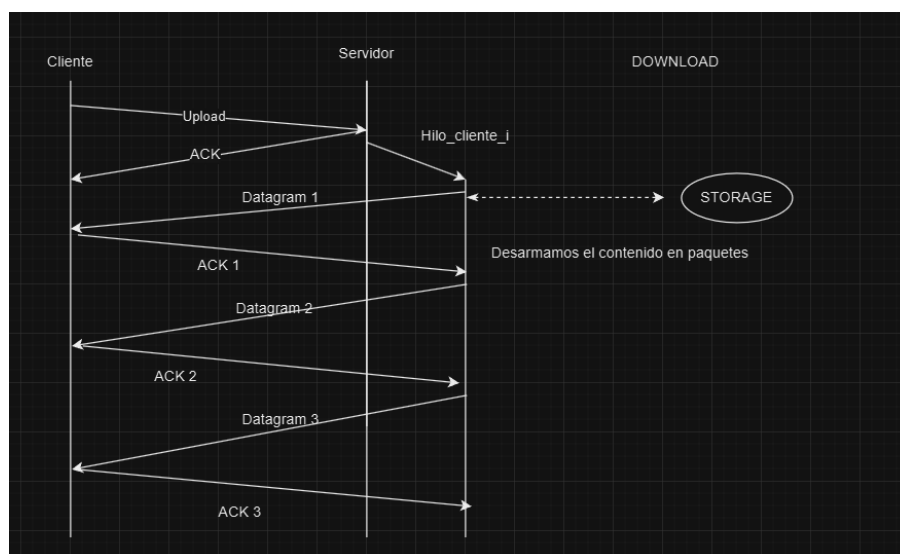 Cliente
Servidor
DOWNLOAD
Upload
Hilo_cliente_i
ACK
Datagram 1
STORAGE
Desarmamos el contenido en paquetes
ACK 1
Datagram 2
ACK 2
Datagram 3
ACK 3